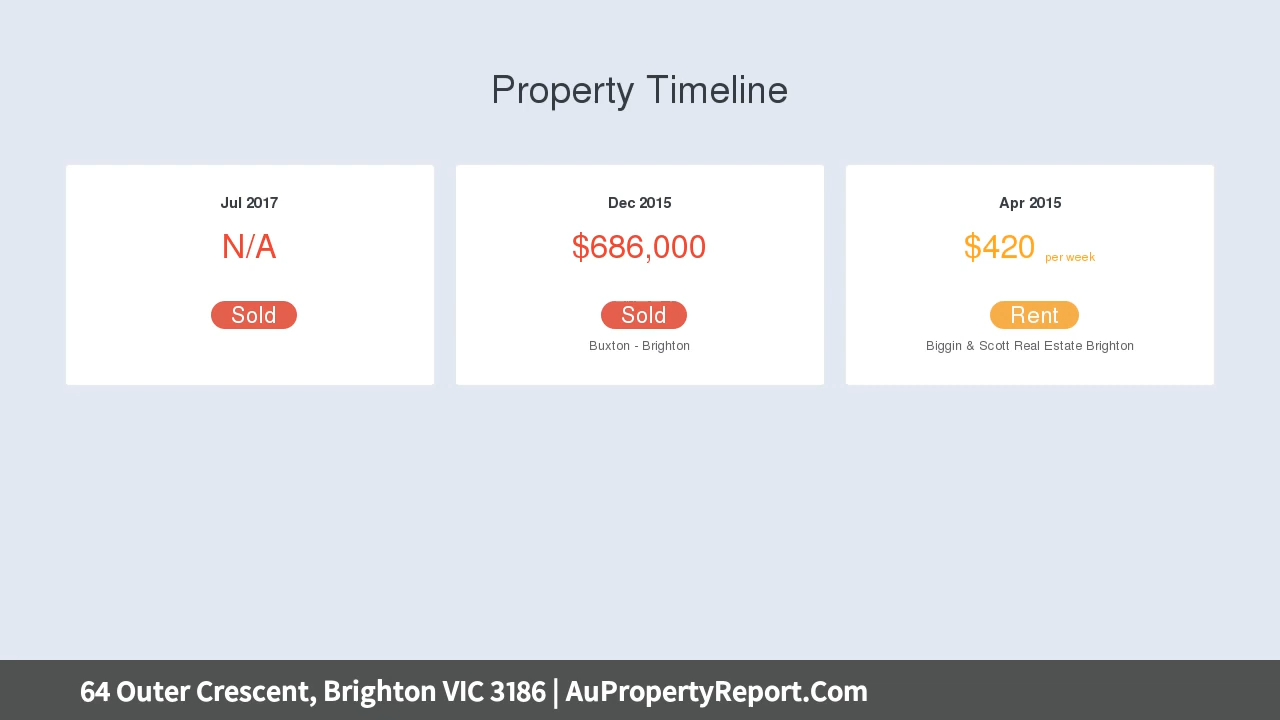 Property Timeline
Jul 2017
N/A
Sold
Dec 2015
$686,000
Sold
Buxton - Brighton
Apr 2015
$420 per week
Rent
Biggin & Scott Real Estate Brighton
64 Outer Crescent, Brighton VIC 3186 | AuPropertyReport.Com